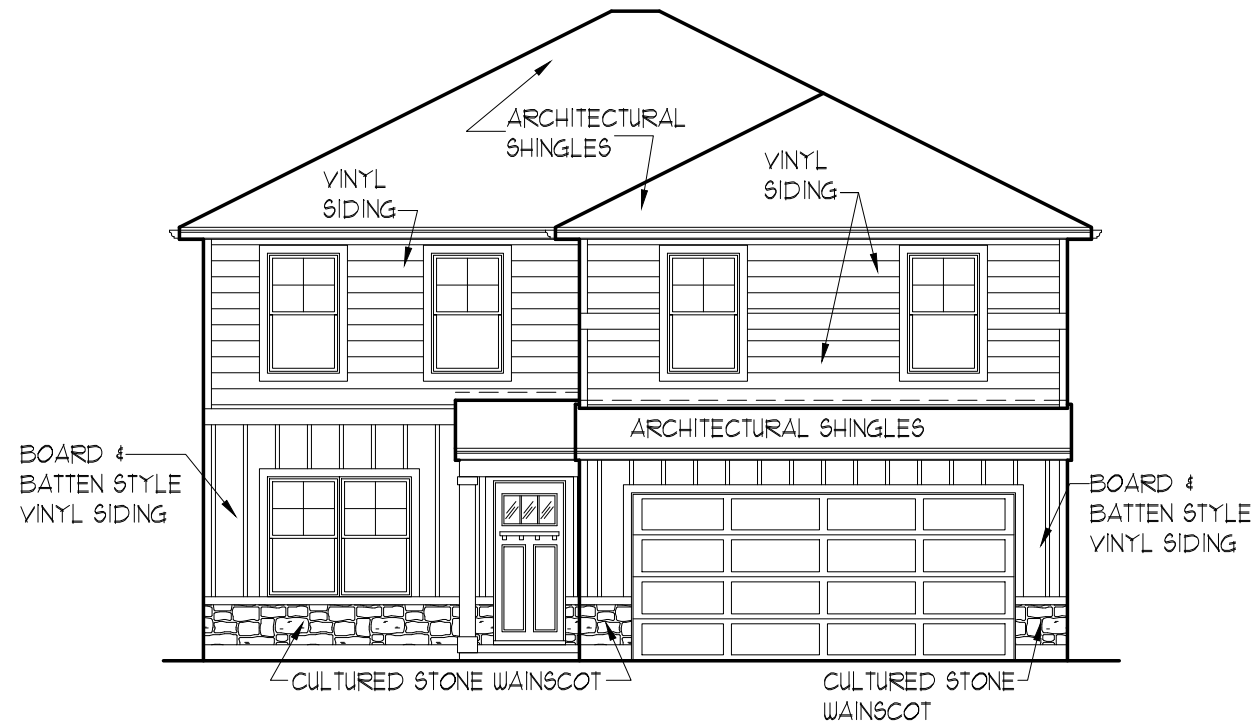 ARCHITECTURAL
SHINGLES
VINYL
SIDING
VINYL
SIDING
ARCHITECTURAL SHINGLES
BOARD &
BATTEN STYLE
VINYL SIDING
BOARD &
BATTEN STYLE
VINYL SIDING
CULTURED STONE WAINSCOT
CULTURED STONE
WAINSCOT